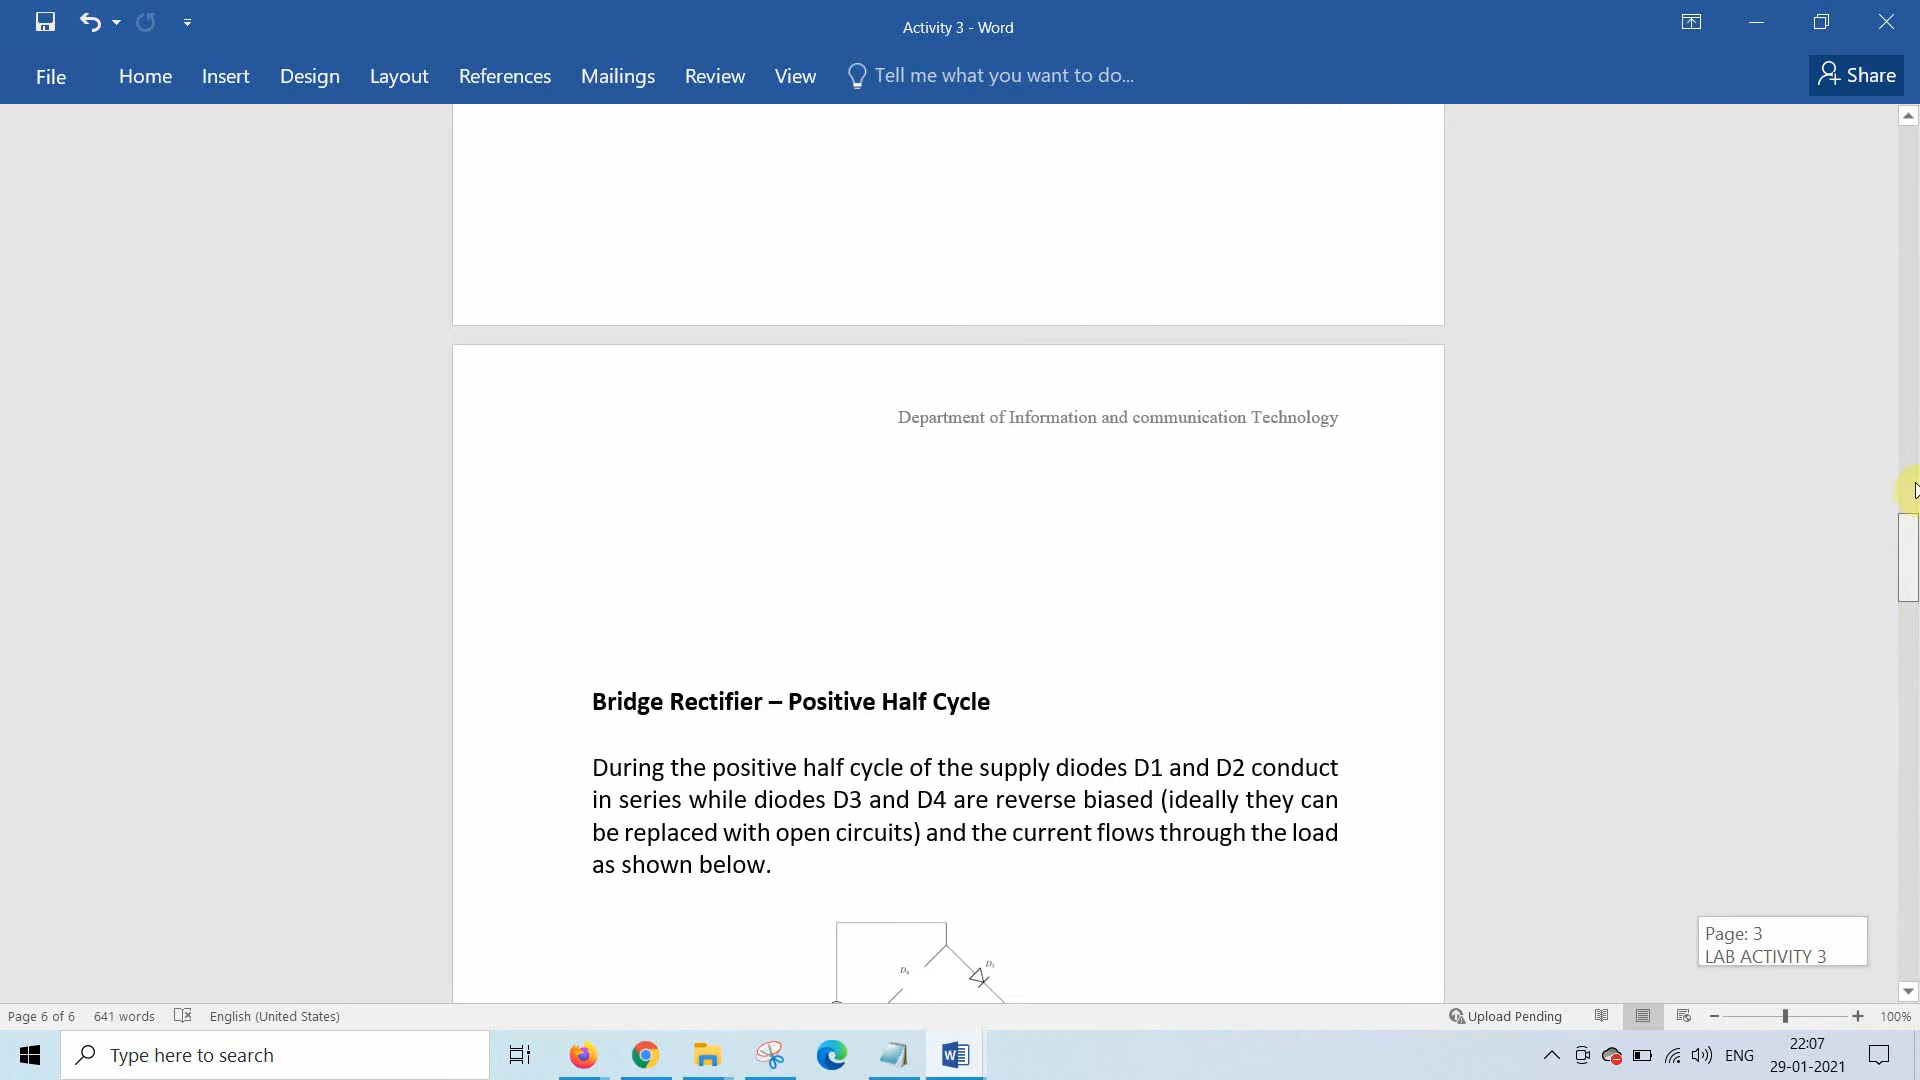 Activity 3 - Word
File Home Insert Design Layout References Mailings Review View Tell me what you want to do... Share
Department of Information and communication Technology
Bridge Rectifier – Positive Half Cycle
During the positive half cycle of the supply diodes D1 and D2 conduct
in series while diodes D3 and D4 are reverse biased (ideally they can
be replaced with open circuits) and the current flows through the load
as shown below.
D₄ D₁
Page: 3
LAB ACTIVITY 3
Page 6 of 6 641 words English (United States) Upload Pending 100%
Type here to search ENG 22:07
29-01-2021